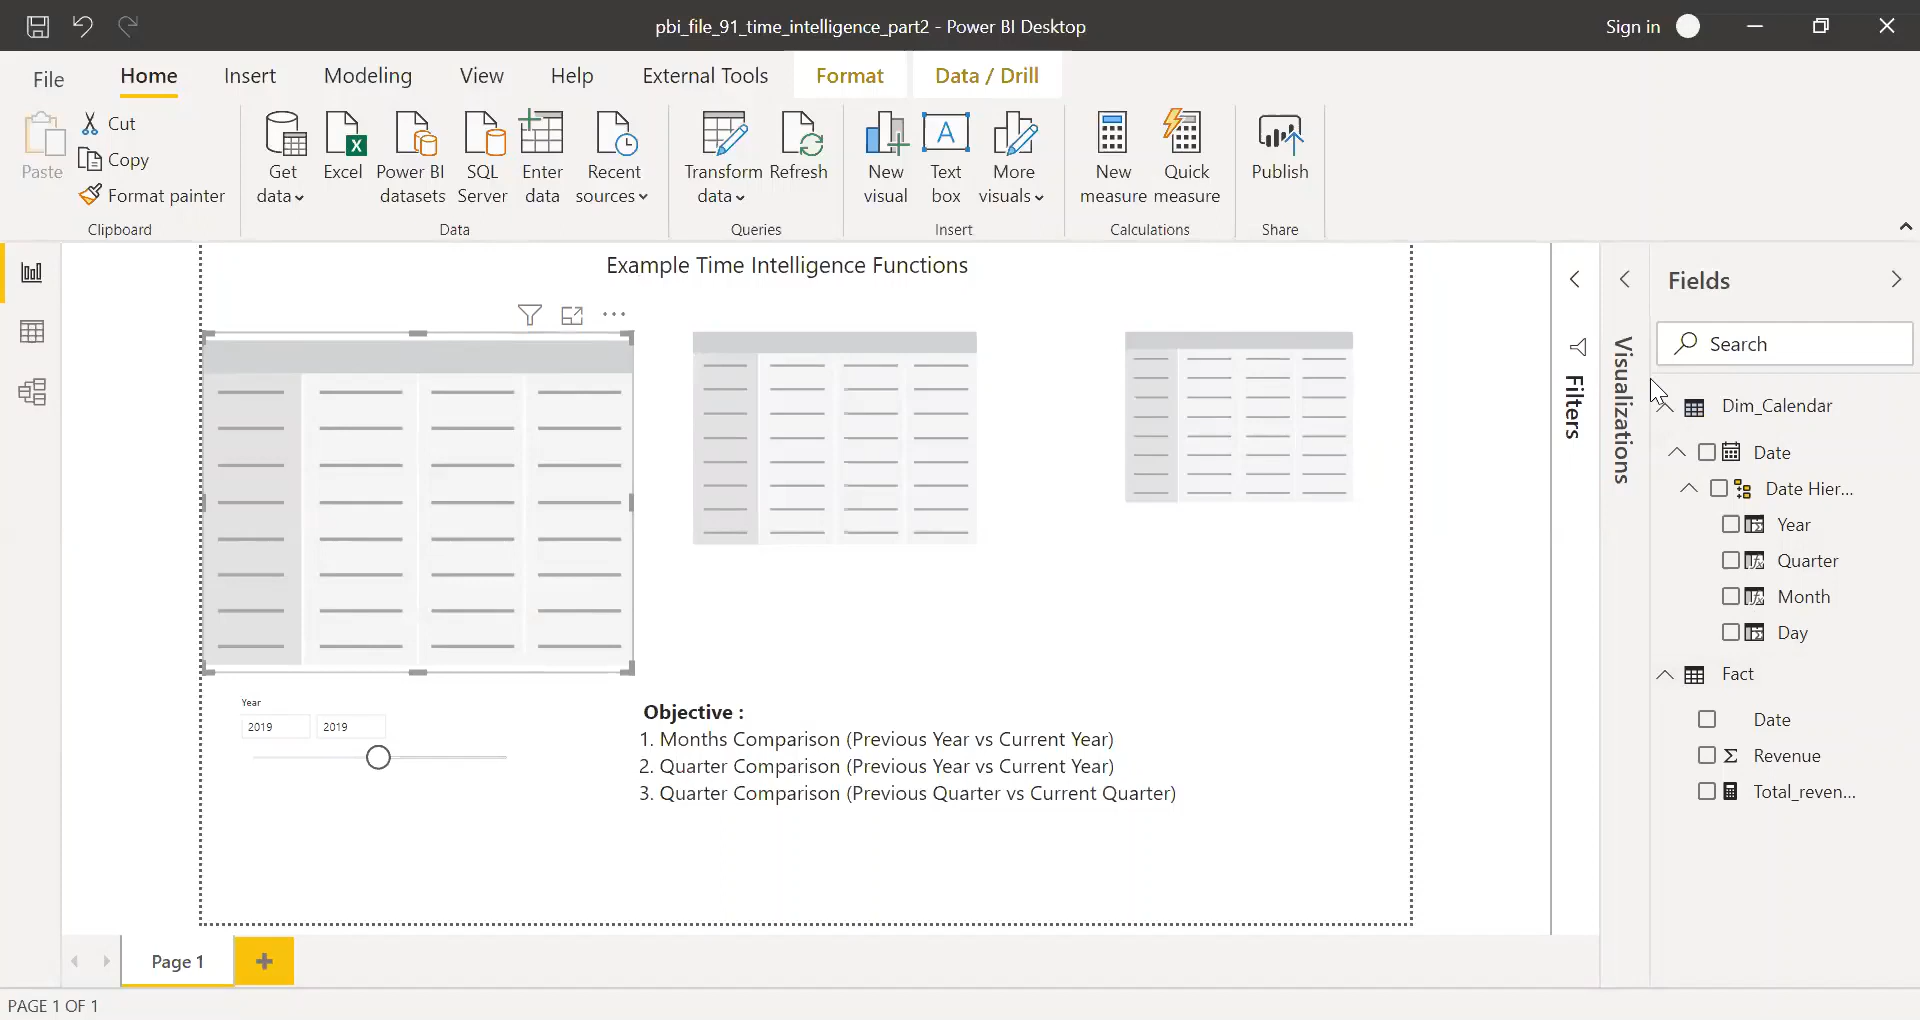 pbi_file_91_time_intelligence_part2 - Power BI Desktop
Sign in
File
Home
Insert
Modeling
View
Help
External Tools
Format
Data / Drill
Paste
Cut
Copy
Format painter
Clipboard
Get data
Excel
Power BI datasets
SQL Server
Enter data
Recent sources
Data
Transform data
Refresh
Queries
New visual
A
Text box
More visuals
Insert
New measure
Quick measure
Calculations
Publish
Share
Example Time Intelligence Functions
Year
2019
2019
Objective :
1. Months Comparison (Previous Year vs Current Year)
2. Quarter Comparison (Previous Year vs Current Year)
3. Quarter Comparison (Previous Quarter vs Current Quarter)
Filters
Visualizations
Fields
Search
Dim_Calendar
Date
Date Hier...
Year
Quarter
Month
Day
Fact
Date
Σ Revenue
Total_reven...
Page 1
PAGE 1 OF 1